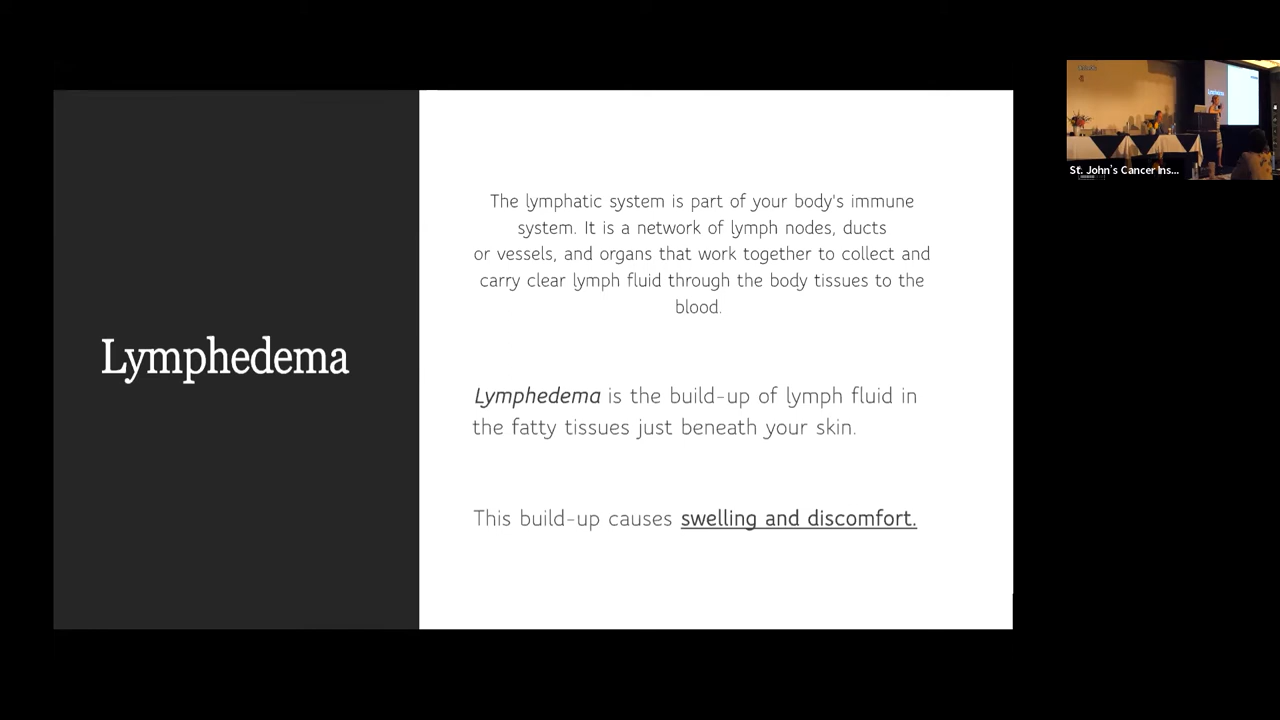 Lymphedema
The lymphatic system is part of your body's immune
system. It is a network of lymph nodes, ducts
or vessels, and organs that work together to collect and
carry clear lymph fluid through the body tissues to the
blood.
Lymphedema is the build-up of lymph fluid in
the fatty tissues just beneath your skin.
This build-up causes swelling and discomfort.
Lymphedema
St. John's Cancer Ins...